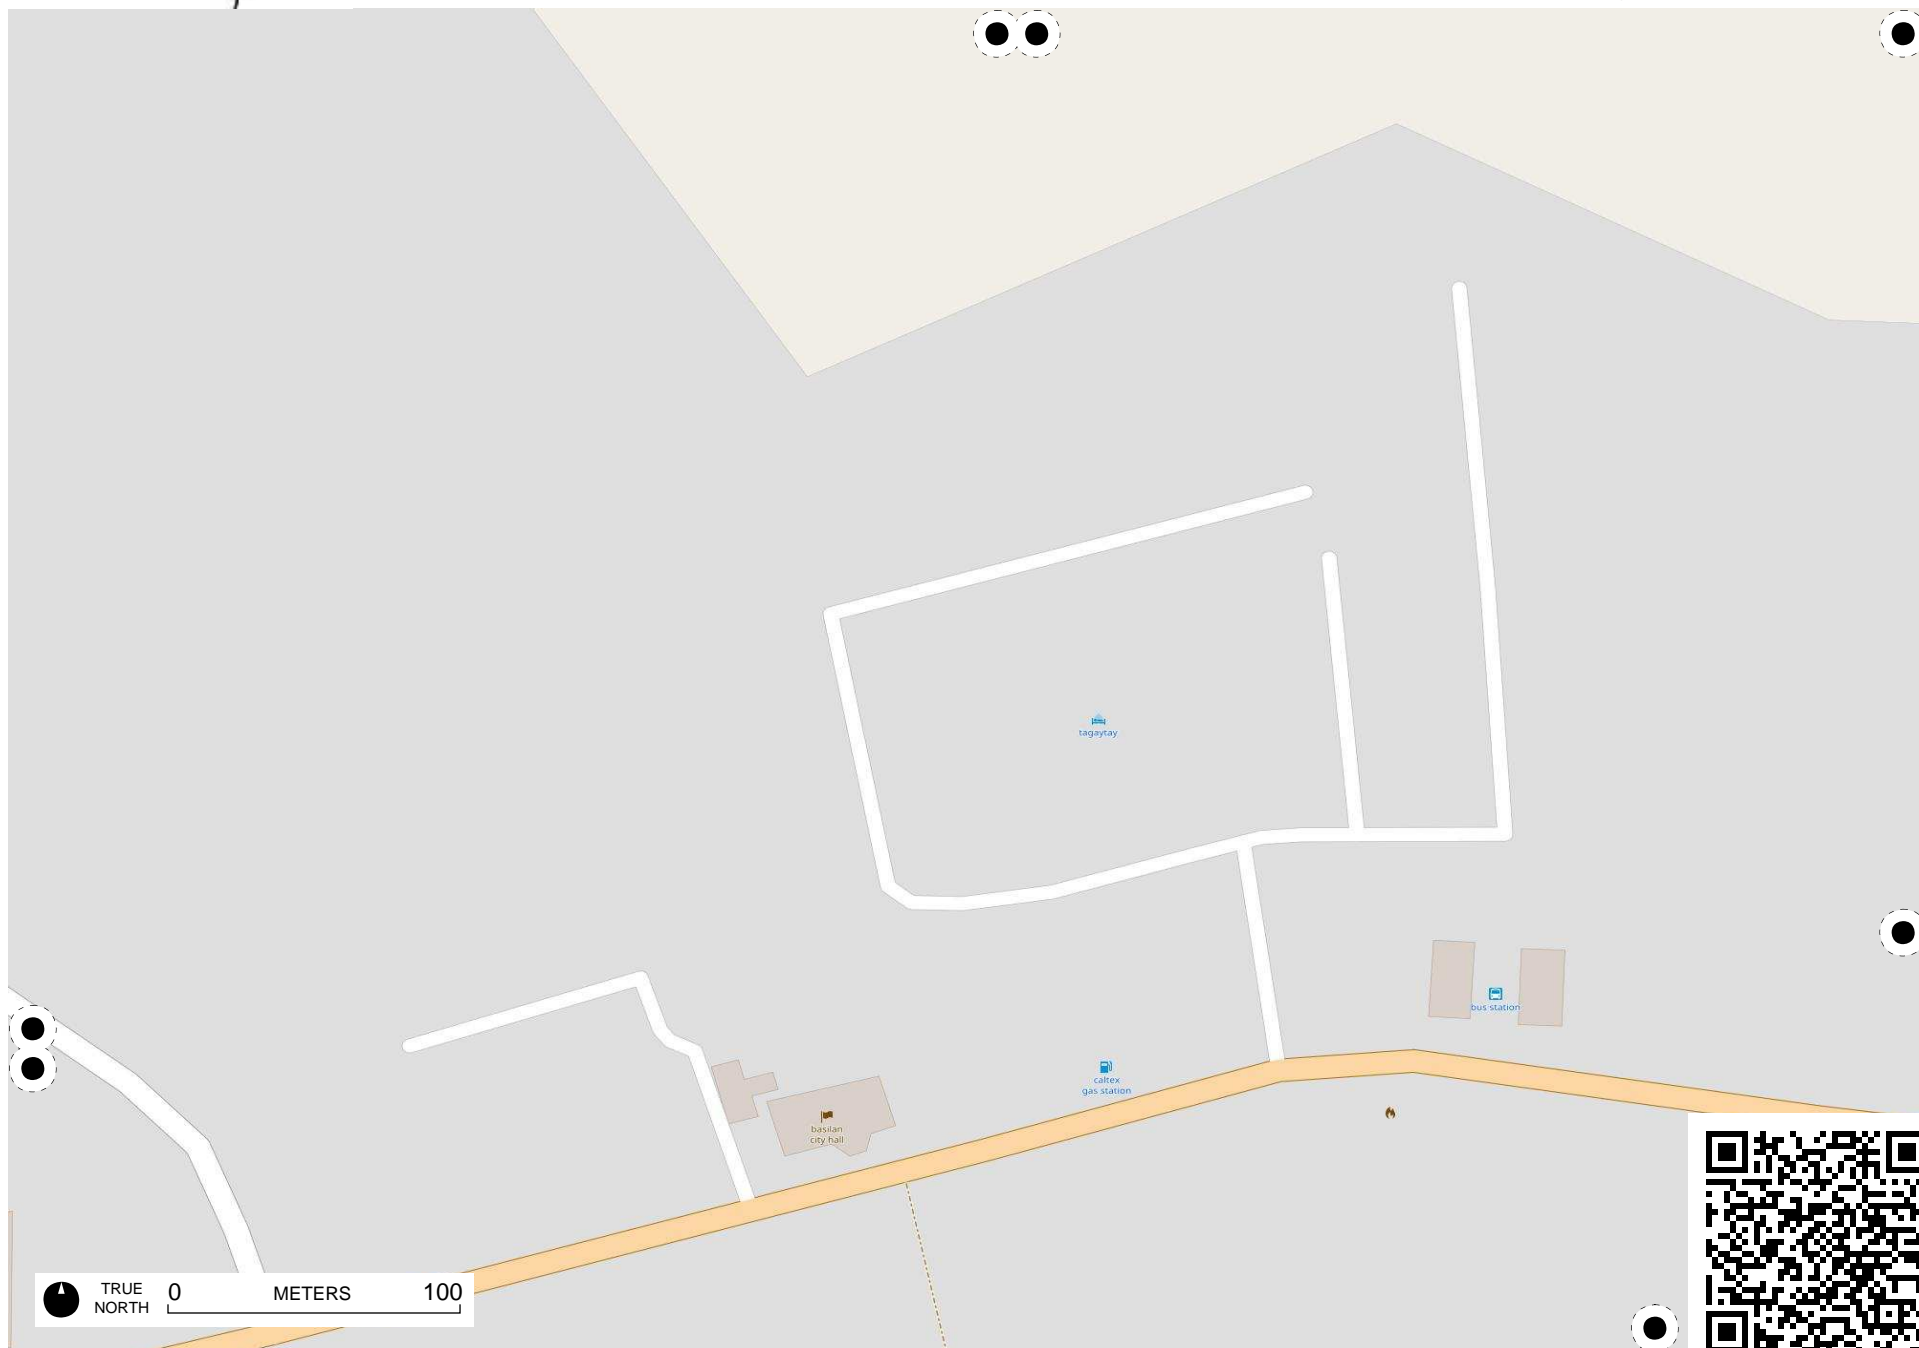 tagaytay
bus station
caltex
gas station
basilan
city hall
TRUE
NORTH
0 METERS 100